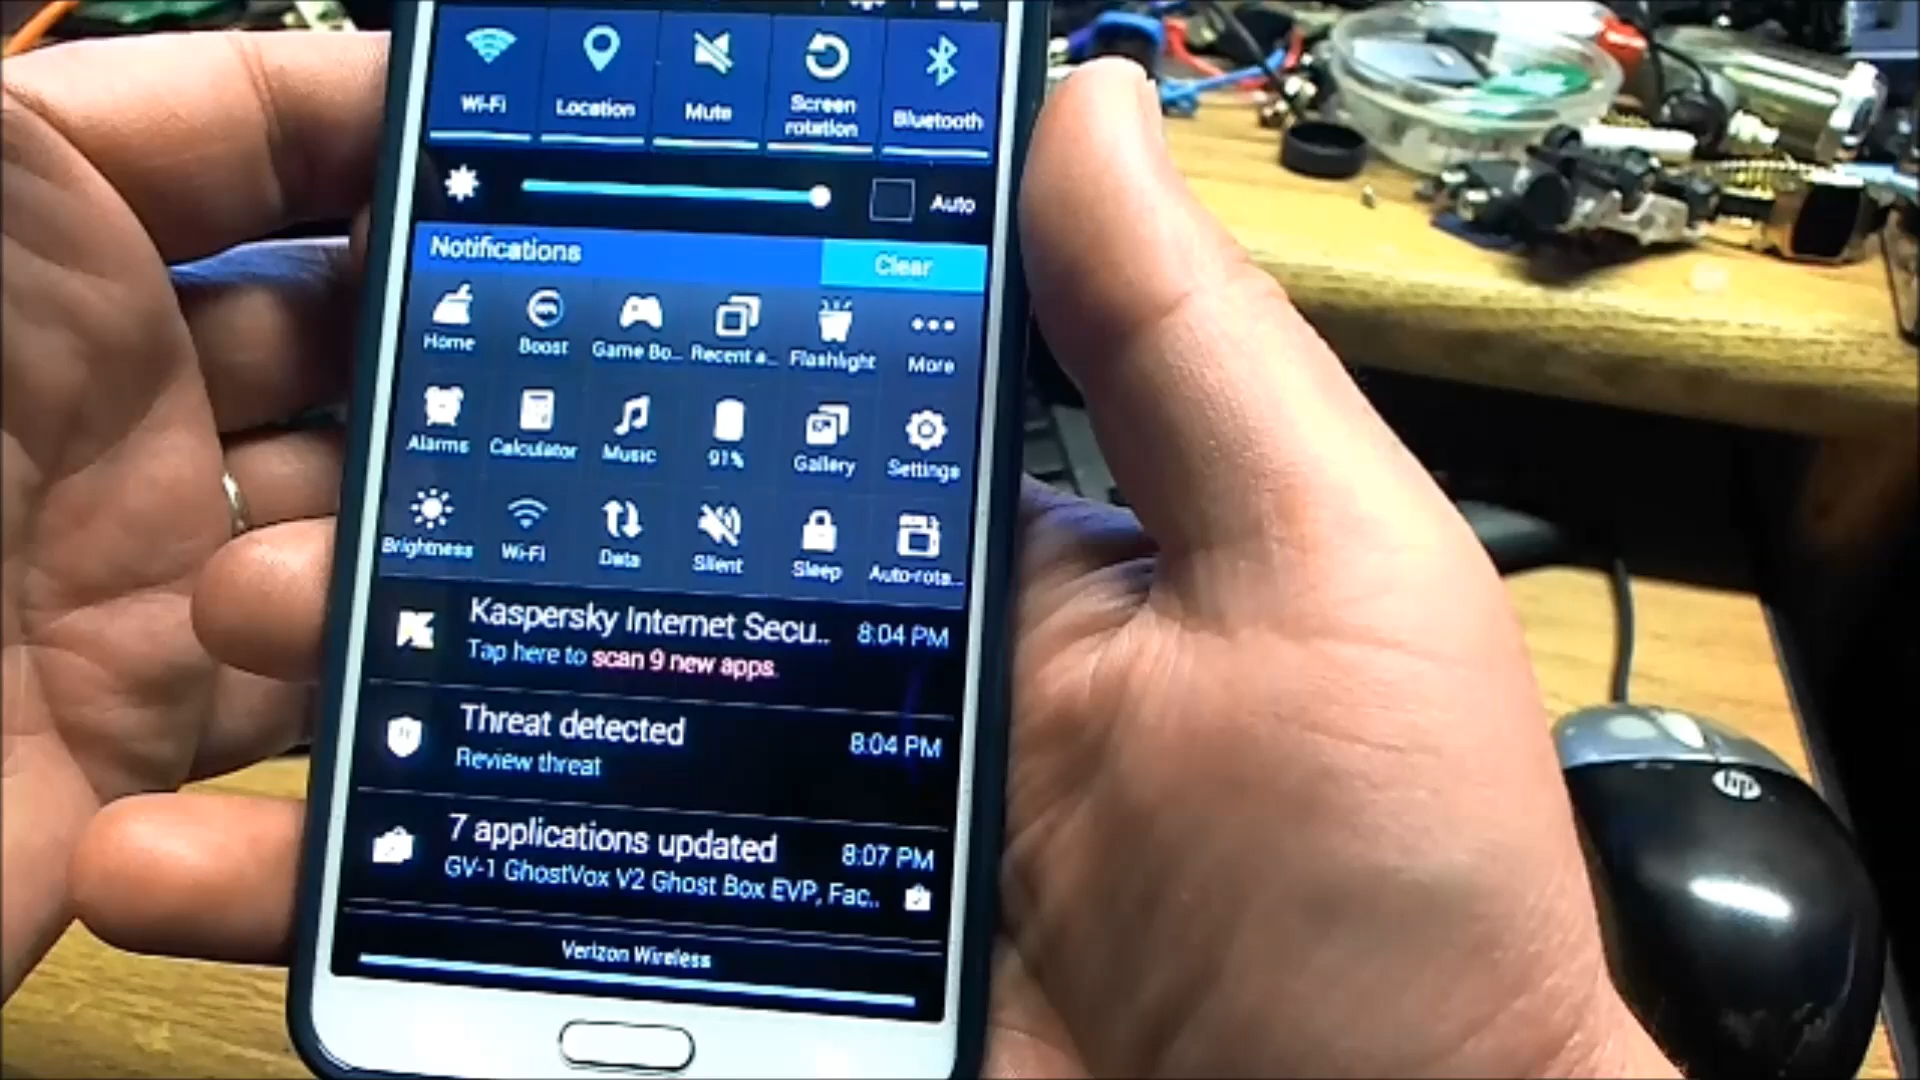 Wi-Fi
Location
Mute
Screen
rotation
Bluetooth
Auto
Notifications
Clear
Home
Boost
Game Bo...
Recent a...
Flashlight
More
Alarms
Calculator
Music
91%
Gallery
Settings
Brightness
Wi-Fi
Data
Silent
Sleep
Auto-rota...
Kaspersky Internet Secu.. 8:04 PM
Tap here to scan 9 new apps.
Threat detected 8:04 PM
Review threat
7 applications updated 8:07 PM
GV-1 GhostVox V2 Ghost Box EVP, Fac..
Verizon Wireless
hp